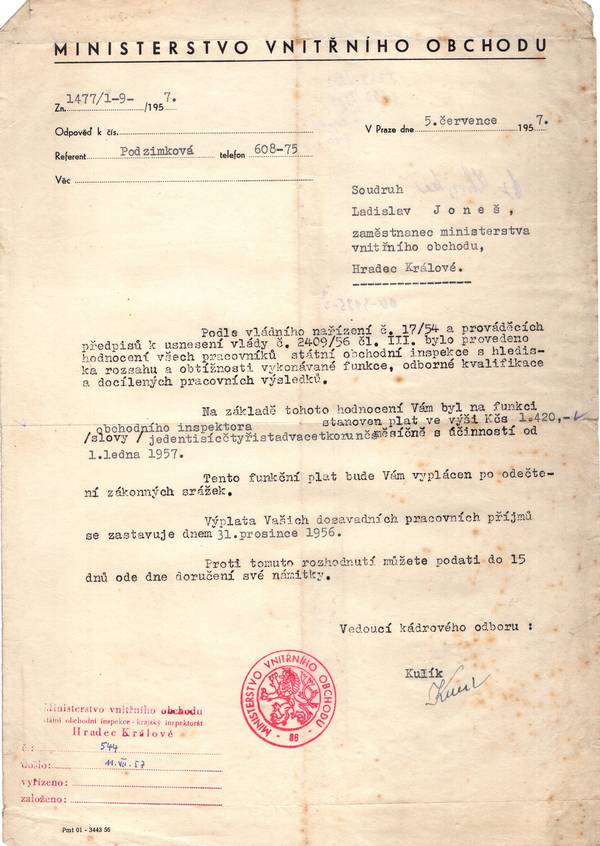 MINISTERSTVO VNITŘNÍHO OBCHODU
Zn. 1477/1-9- /195 7.
Odpověď k čís.
V Praze dne 5.července 195 7.
Referent Podzimková telefon 608-75
Věc
Soudruh
Ladislav J o n e š ,
zaměstnanec ministerstva
vnitřního obchodu,
Hradec Králové.
Podle vládního nařízení č. 17/54 a prováděcích
předpisů k usnesení vlády č. 2409/56 čl. III. bylo provedeno
hodnocení všech pracovníků státní obchodní inspekce s hledis-
ka rozsahu a obtížnosti vykonávané funkce, odborné kvalifikace
a docílených pracovních výsledků.
Na základě tohoto hodnocení Vám byl na funkci
obchodního inspektora stanoven plat ve výši Kčs 1.420,-
/slovy / jedentisícčtyřistadvacetkorunčs měsíčně s účinností od
1.ledna 1957.
Tento funkční plat bude Vám vyplácen po odečte-
ní zákonných srážek.
Výplata Vašich dosavadních pracovních příjmů
se zastavuje dnem 31.prosince 1956.
Proti tomuto rozhodnutí můžete podati do 15
dnů ode dne doručení své námitky.
Vedoucí kádrového odboru :
Kulík
MINISTERSTVO VNITŘNÍHO OBCHODU
- 86 -
Ministerstvo vnitřního obchodu
státní obchodní inspekce - krajský inspektorát
Hradec Králové
č.: 544
došlo: 11.VII.57
vyřízeno:
založeno:
Pmt 01 - 3443 56